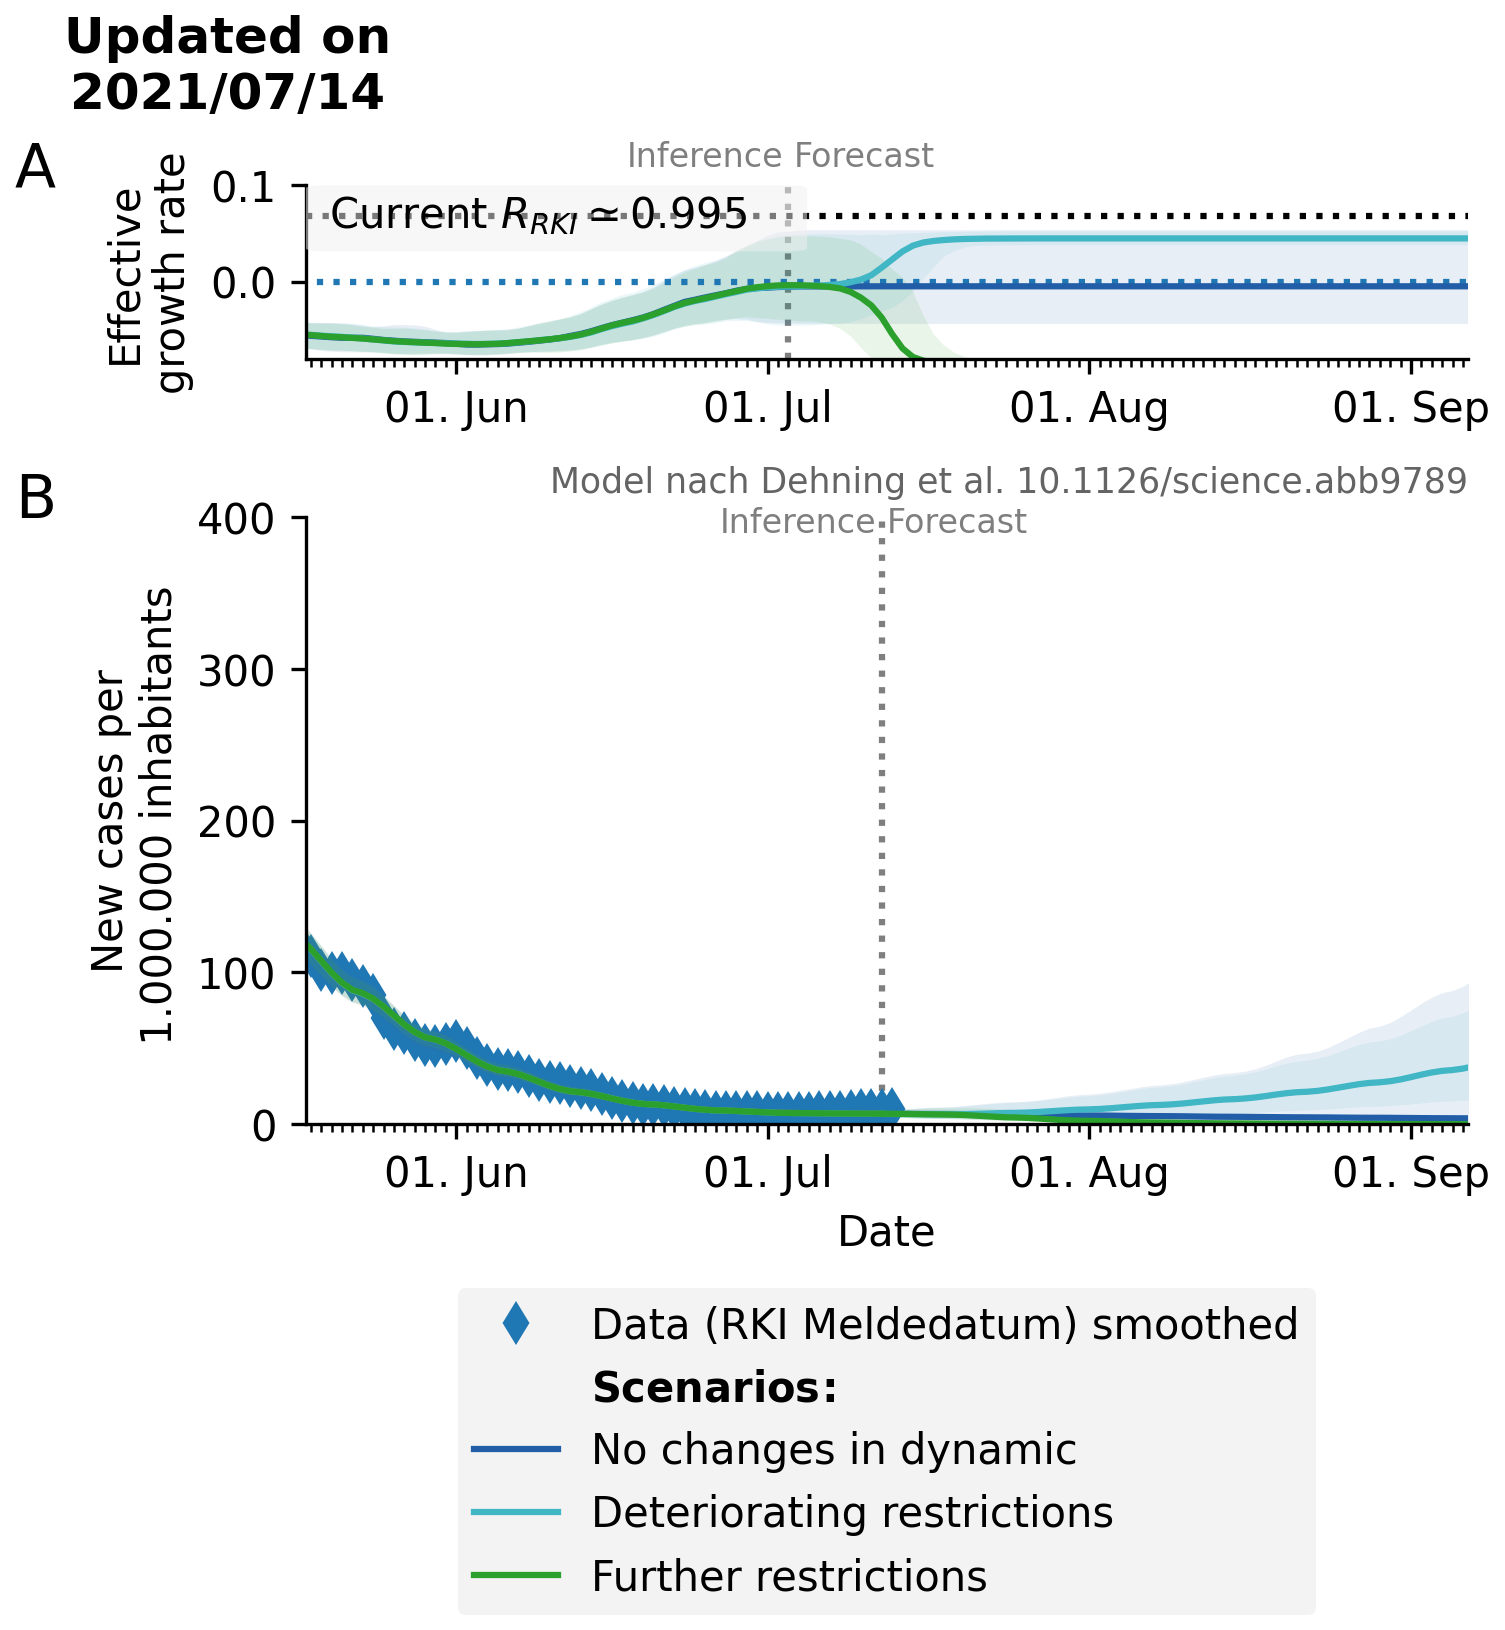 Updated on
2021/07/14
A
Inference Forecast
Effective
growth rate
0.1
0.0
Current R_RKI ≃ 0.995
01. Jun 01. Jul 01. Aug 01. Sep
B
Model nach Dehning et al. 10.1126/science.abb9789
Inference Forecast
New cases per
1.000.000 inhabitants
400
300
200
100
0
01. Jun 01. Jul 01. Aug 01. Sep
Date
Data (RKI Meldedatum) smoothed
Scenarios:
No changes in dynamic
Deteriorating restrictions
Further restrictions